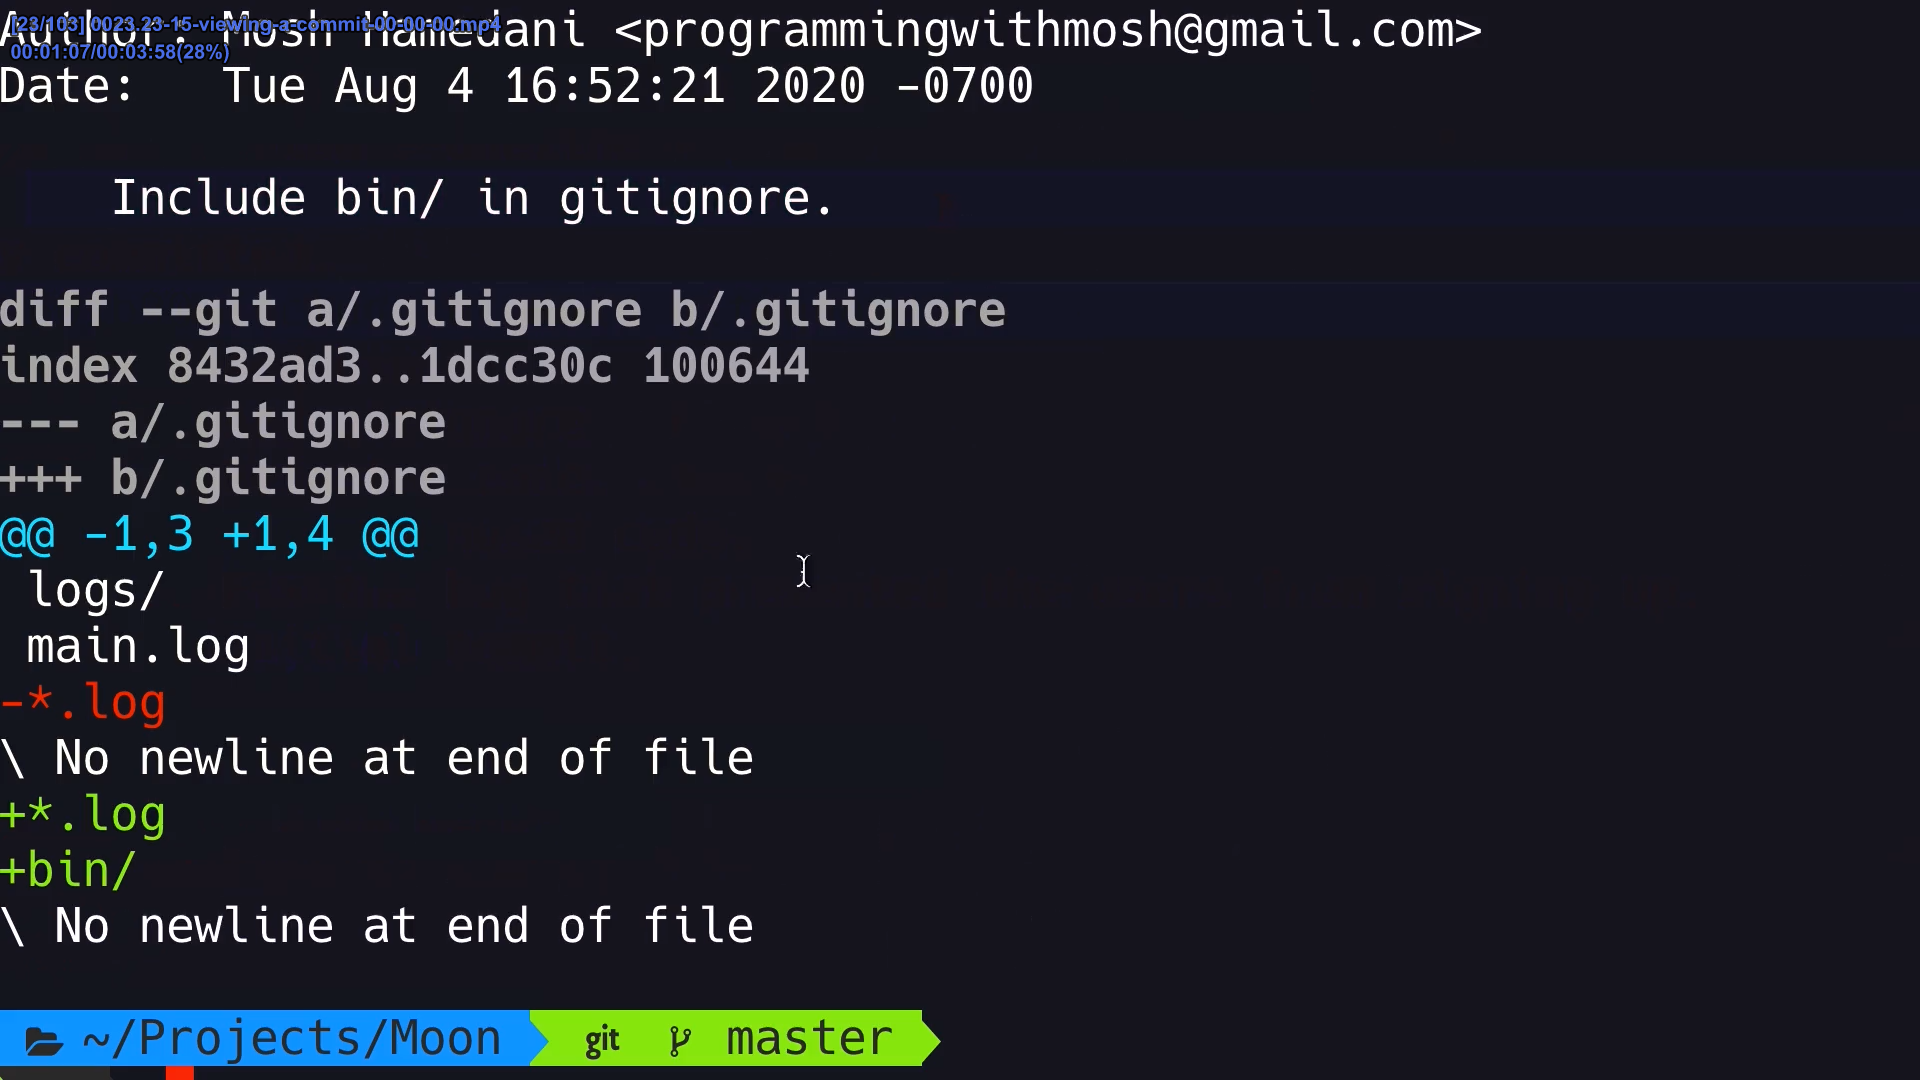 [23/103] 0023.23-15-viewing-a-commit-00-00-00.mp4
00:01:07/00:03:58(28%)
Author: Mosh Hamedani <programmingwithmosh@gmail.com>
Date:   Tue Aug 4 16:52:21 2020 -0700
Include bin/ in gitignore.
diff --git a/.gitignore b/.gitignore
index 8432ad3..1dcc30c 100644
--- a/.gitignore
+++ b/.gitignore
@@ -1,3 +1,4 @@
logs/
main.log
-*.log
\ No newline at end of file
+*.log
+bin/
\ No newline at end of file
~/Projects/Moon git master